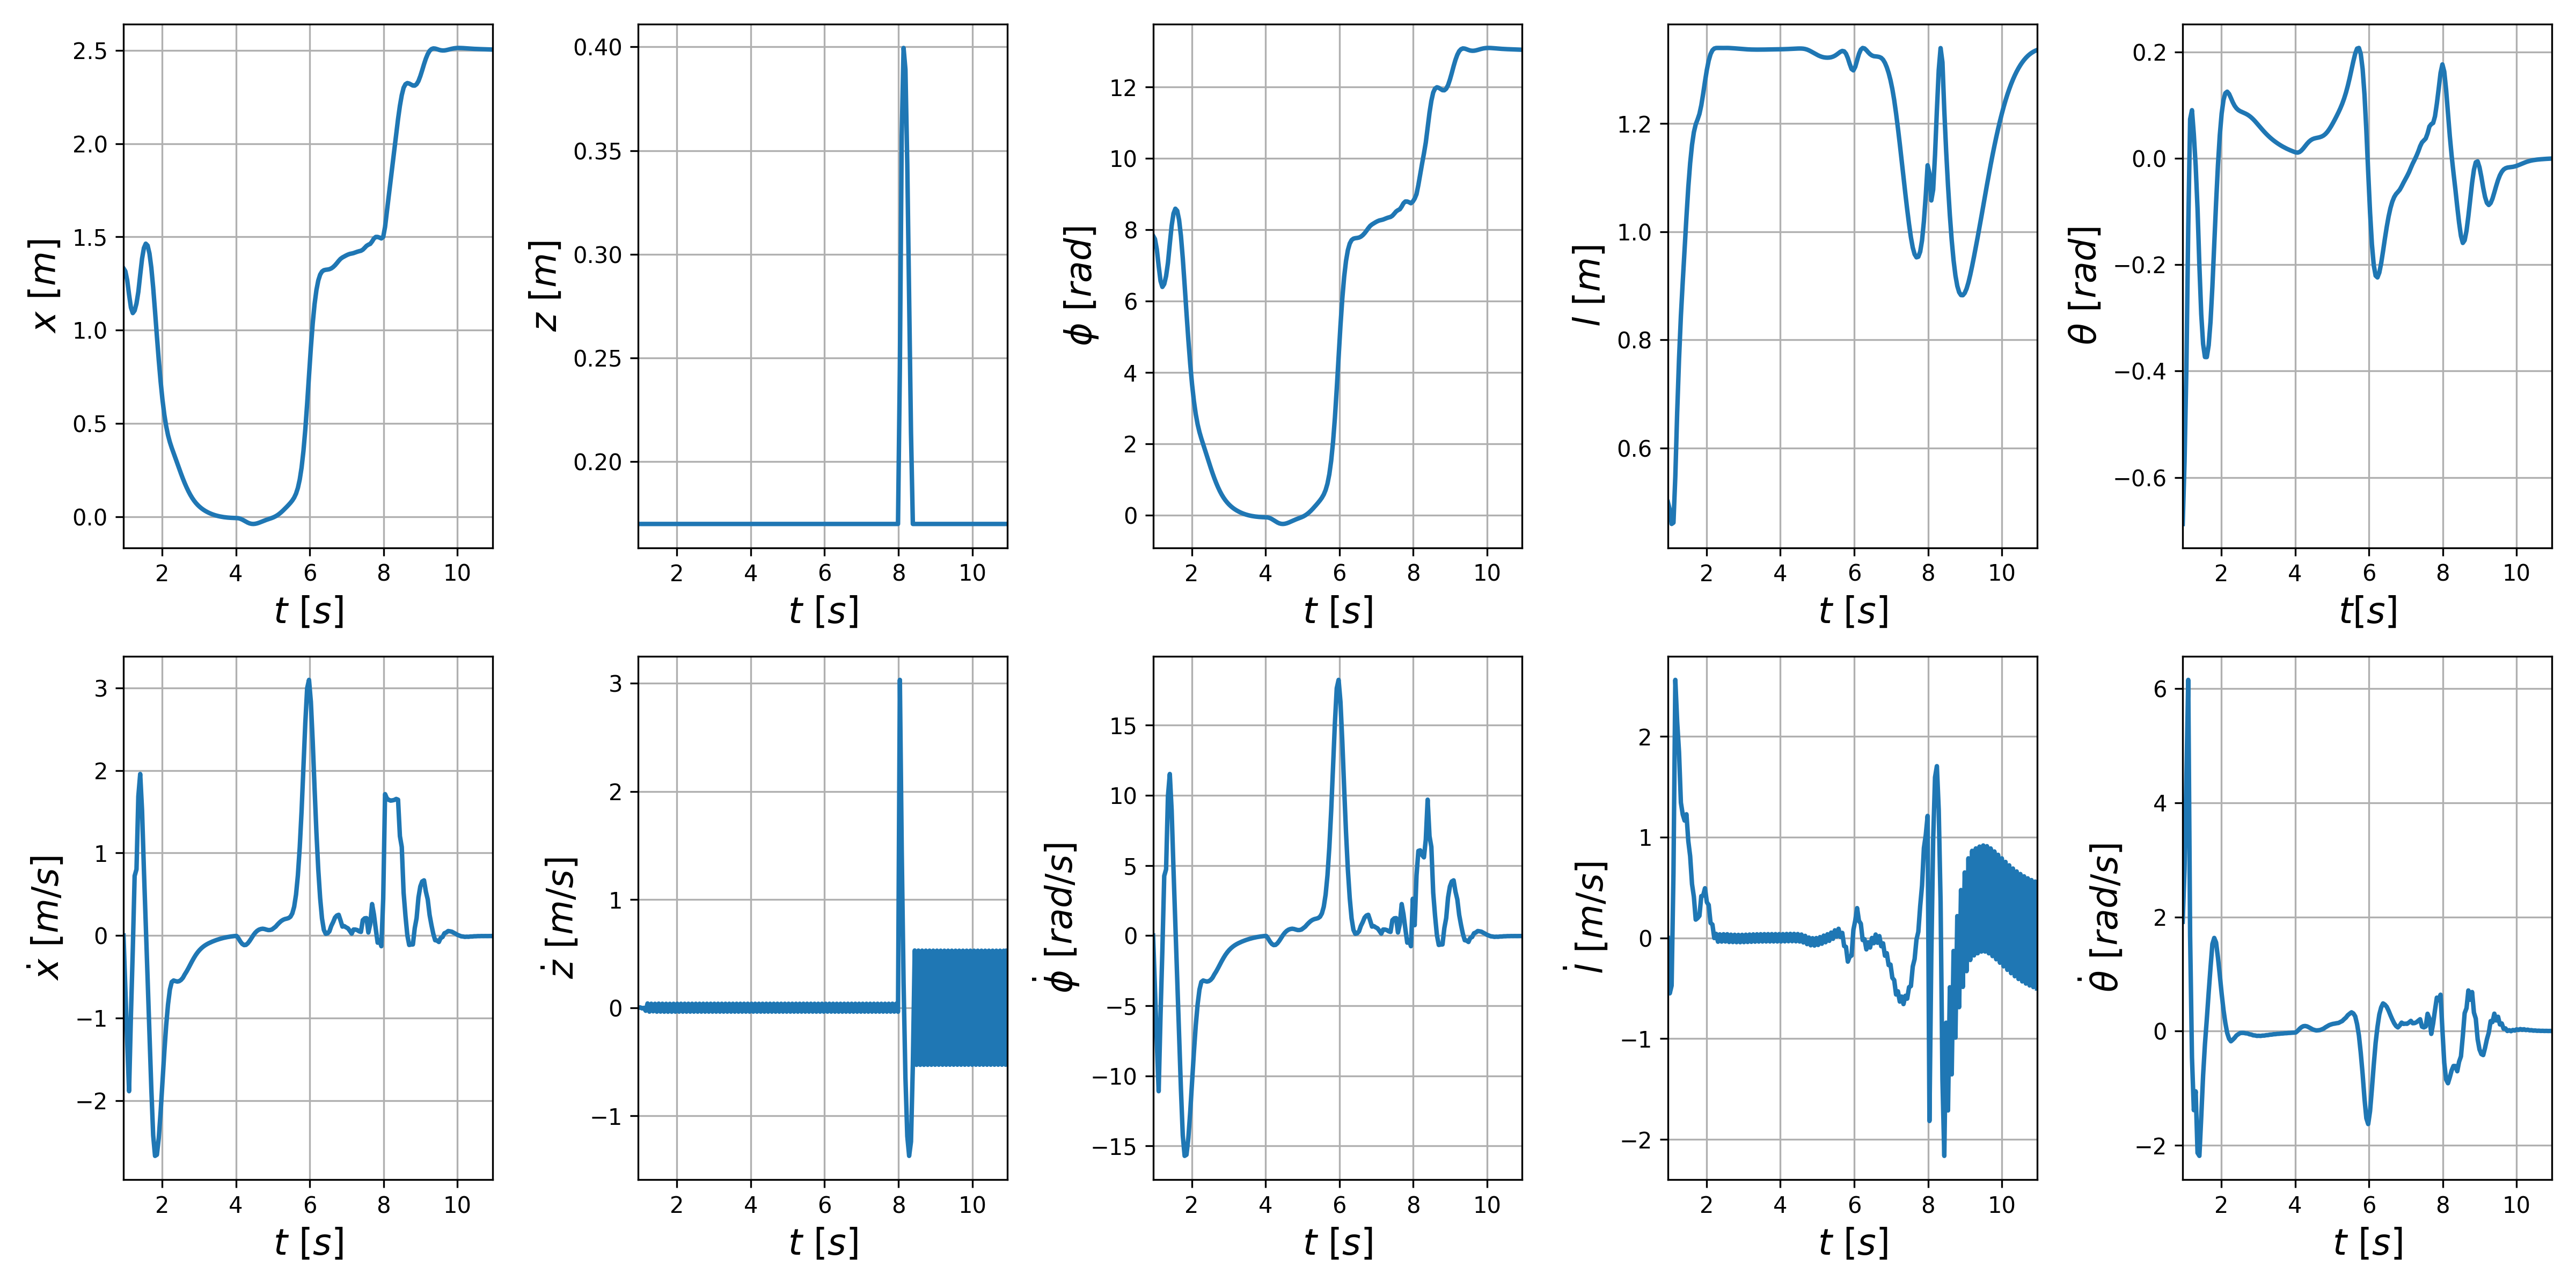 x [m]
2.5
2.0
1.5
1.0
0.5
0.0
2 4 6 8 10
t [s]
z [m]
0.40
0.35
0.30
0.25
0.20
2 4 6 8 10
t [s]
ϕ [rad]
12
10
8
6
4
2
0
2 4 6 8 10
t [s]
l [m]
1.2
1.0
0.8
0.6
2 4 6 8 10
t [s]
θ [rad]
0.2
0.0
−0.2
−0.4
−0.6
2 4 6 8 10
t[s]
ẋ [m/s]
3
2
1
0
−1
−2
2 4 6 8 10
t [s]
ż [m/s]
3
2
1
0
−1
2 4 6 8 10
t [s]
ϕ̇ [rad/s]
15
10
5
0
−5
−10
−15
2 4 6 8 10
t [s]
l̇ [m/s]
2
1
0
−1
−2
2 4 6 8 10
t [s]
θ̇ [rad/s]
6
4
2
0
−2
2 4 6 8 10
t [s]